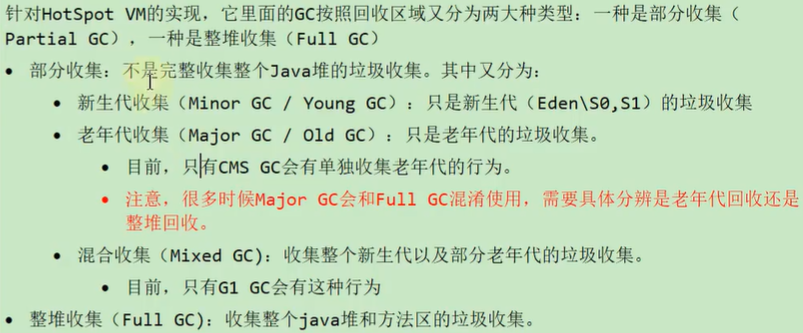 针对HotSpot VM的实现，它里面的GC按照回收区域又分为两大种类型：一种是部分收集（
Partial GC），一种是整堆收集（Full GC）
• 部分收集：不是完整收集整个Java堆的垃圾收集。其中又分为：
• 新生代收集（Minor GC / Young GC）：只是新生代（Eden\S0,S1）的垃圾收集
• 老年代收集（Major GC / Old GC）：只是老年代的垃圾收集。
• 目前，只有CMS GC会有单独收集老年代的行为。
• 注意，很多时候Major GC会和Full GC混淆使用，需要具体分辨是老年代回收还是
整堆回收。
• 混合收集（Mixed GC）：收集整个新生代以及部分老年代的垃圾收集。
• 目前，只有G1 GC会有这种行为
• 整堆收集（Full GC）：收集整个java堆和方法区的垃圾收集。